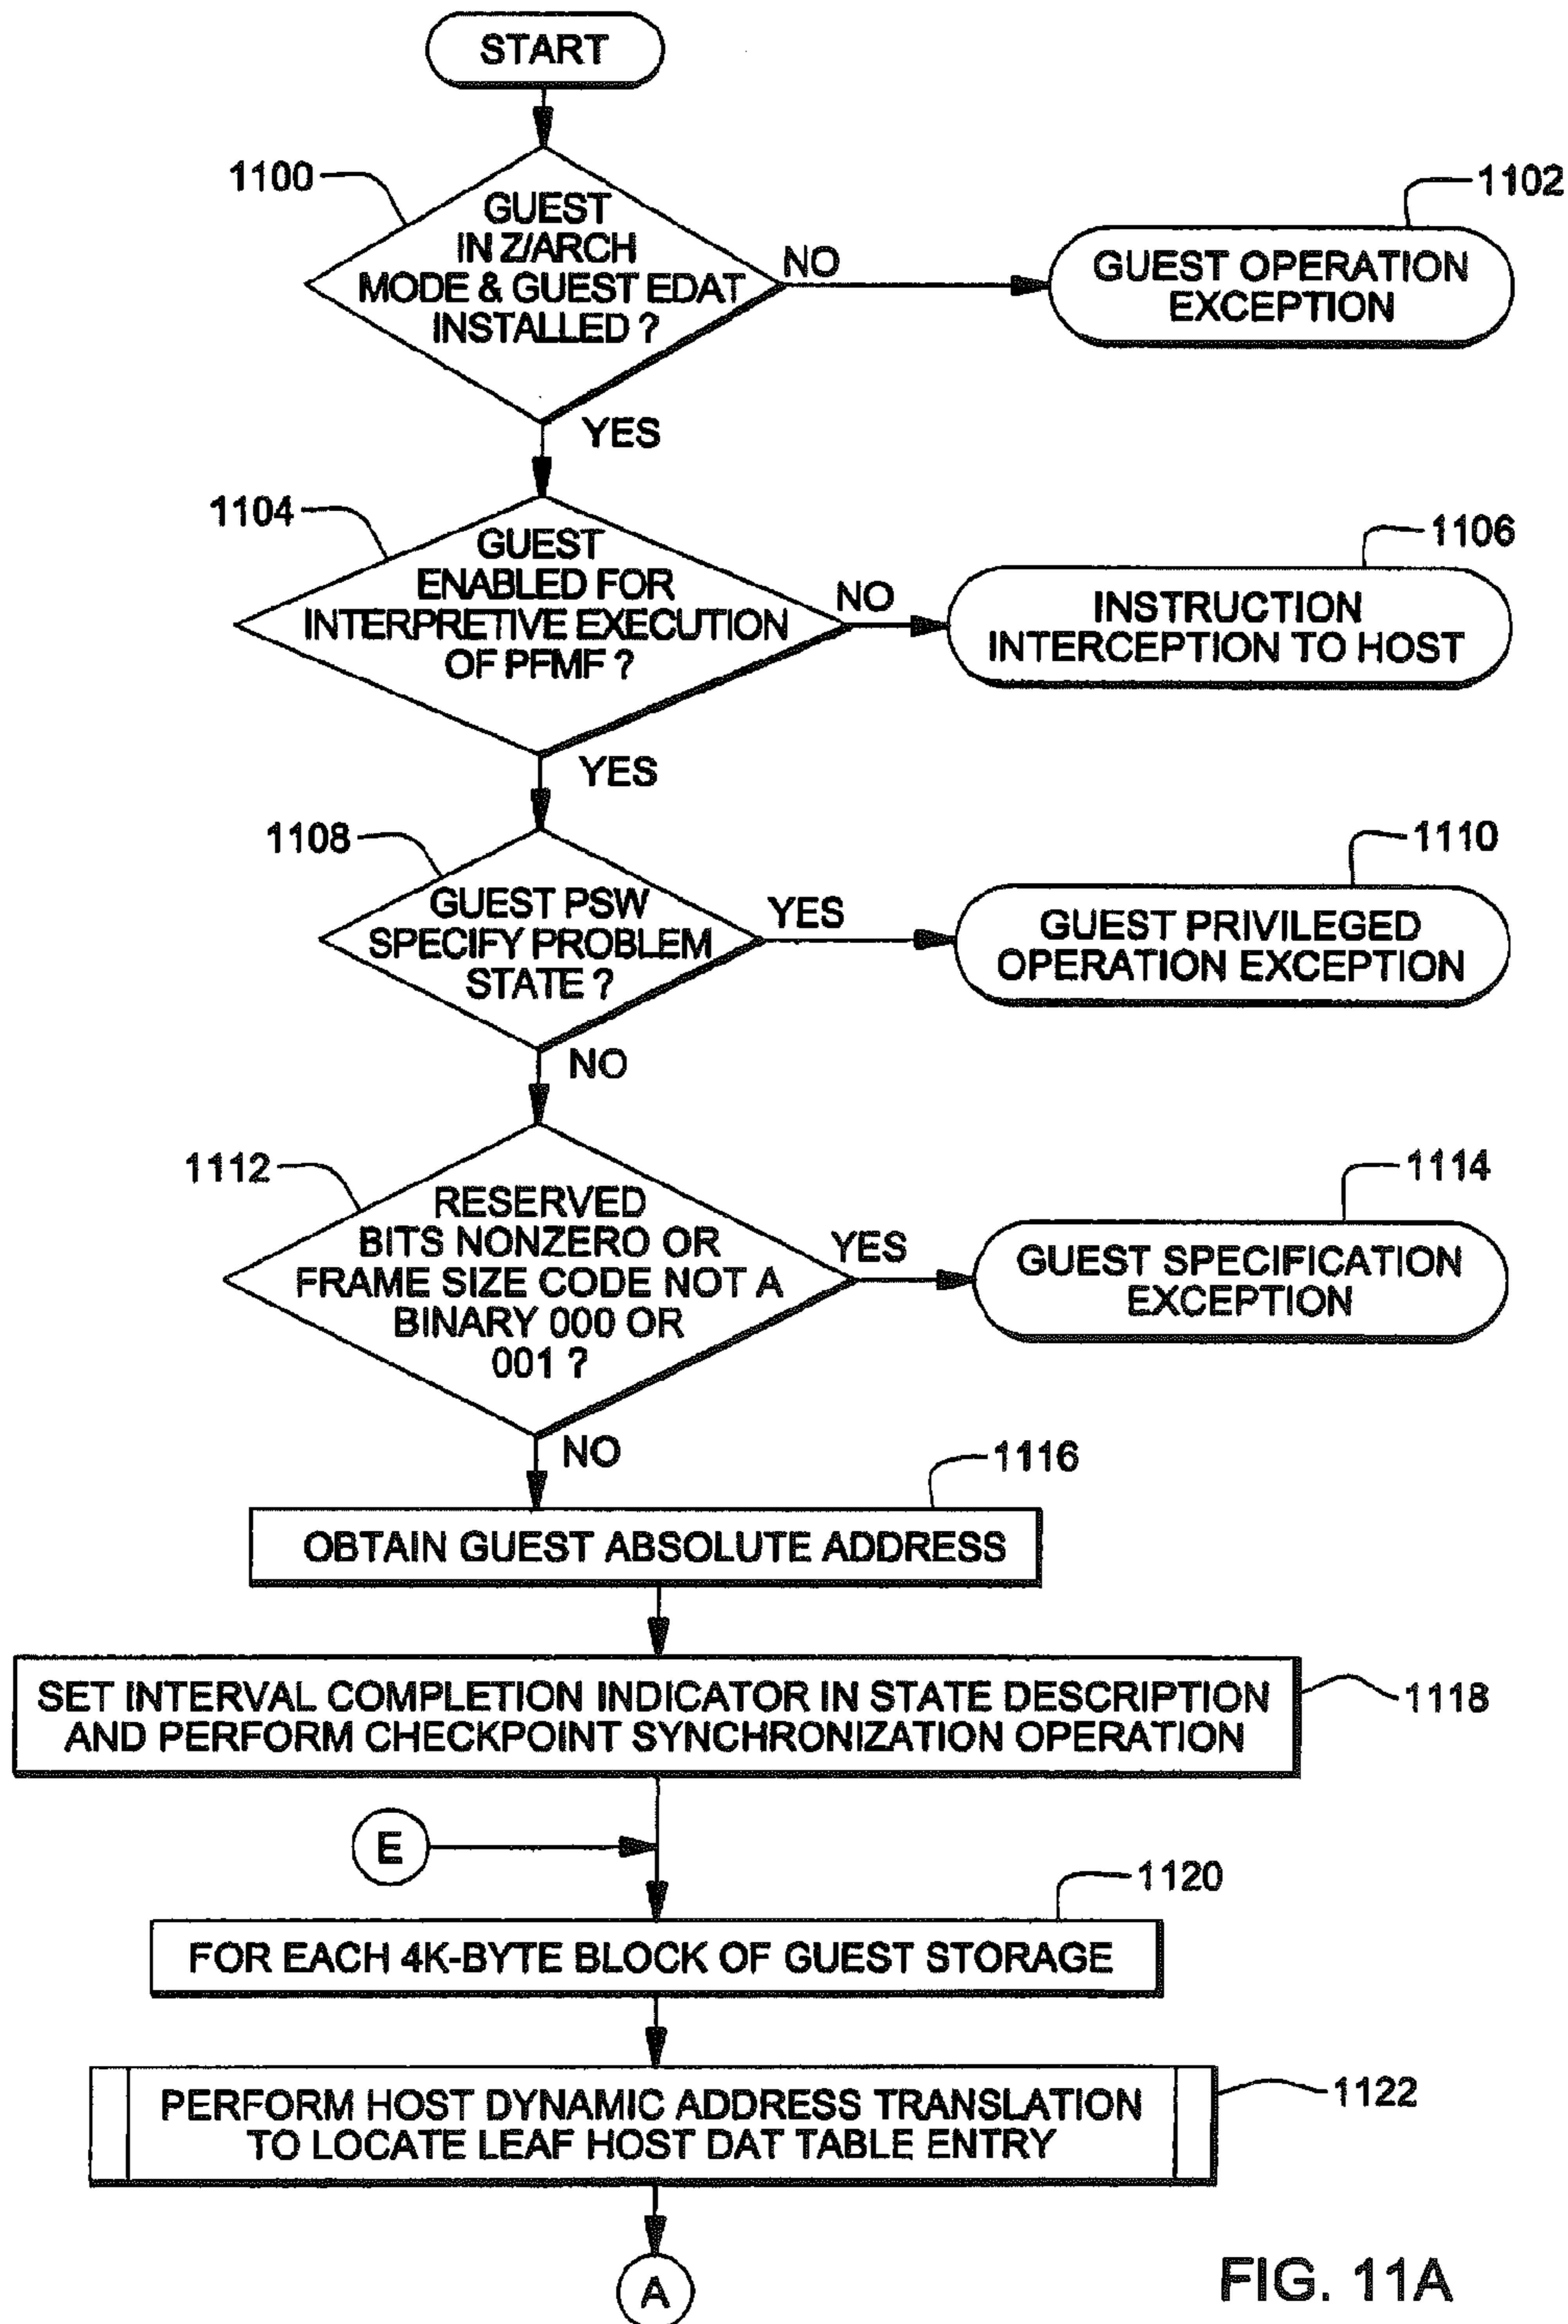 START
1100
GUEST
IN Z/ARCH
MODE & GUEST EDAT
INSTALLED ?
NO
1102
GUEST OPERATION
EXCEPTION
YES
1104
GUEST
ENABLED FOR
INTERPRETIVE EXECUTION
OF PFMF ?
NO
1106
INSTRUCTION
INTERCEPTION TO HOST
YES
1108
GUEST PSW
SPECIFY PROBLEM
STATE ?
YES
1110
GUEST PRIVILEGED
OPERATION EXCEPTION
NO
1112
RESERVED
BITS NONZERO OR
FRAME SIZE CODE NOT A
BINARY 000 OR
001 ?
YES
1114
GUEST SPECIFICATION
EXCEPTION
NO
1116
OBTAIN GUEST ABSOLUTE ADDRESS
SET INTERVAL COMPLETION INDICATOR IN STATE DESCRIPTION
AND PERFORM CHECKPOINT SYNCHRONIZATION OPERATION
1118
E
1120
FOR EACH 4K-BYTE BLOCK OF GUEST STORAGE
PERFORM HOST DYNAMIC ADDRESS TRANSLATION
TO LOCATE LEAF HOST DAT TABLE ENTRY
1122
A
FIG. 11A